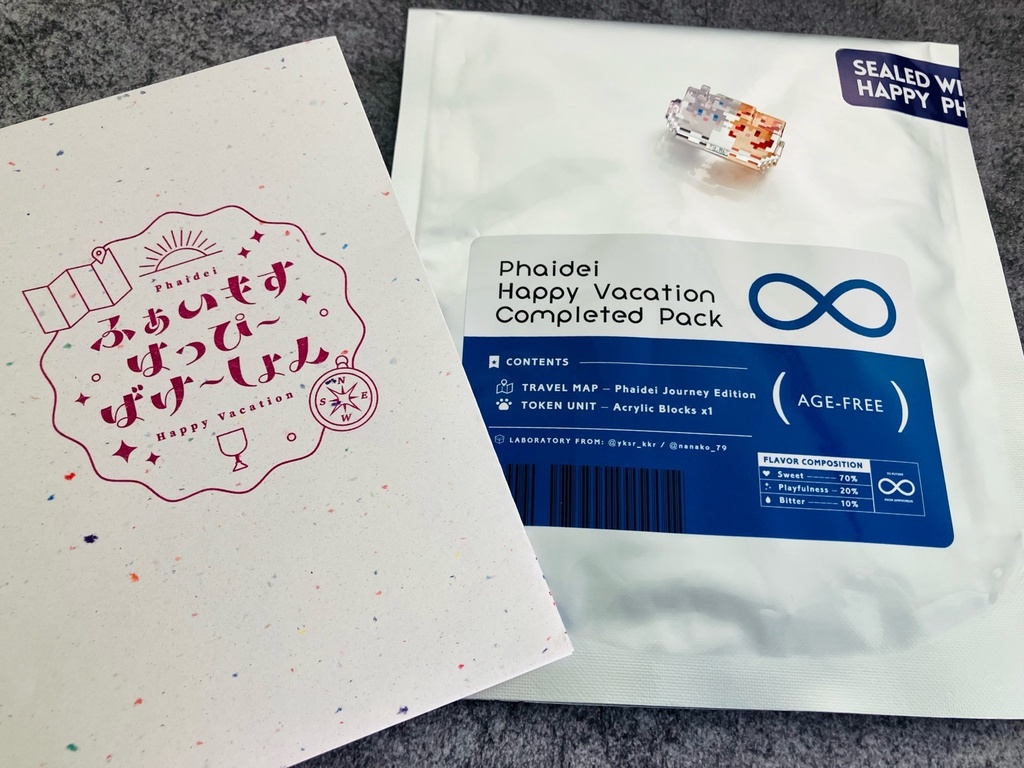 Phaidei
ふぁいもす
はっぴ〜
ばけ〜しょん
Happy Vacation
N
S E
W
SEALED WI
HAPPY PH
Phaidei
Happy Vacation
Completed Pack
CONTENTS
TRAVEL MAP — Phaidei Journey Edition
TOKEN UNIT — Acrylic Blocks x1
(AGE-FREE)
LABORATORY FROM: @yksr_kkr / @nanako_79
FLAVOR COMPOSITION
Sweet 70%
Playfulness 20%
Bitter 10%